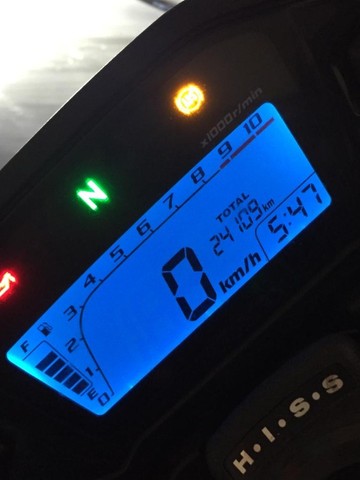 x1000r/min
N
0 1 2 3 4 5 6 7 8 9 10
TOTAL
24109 km
5:47
0 km/h
F
E
H·I·S·S